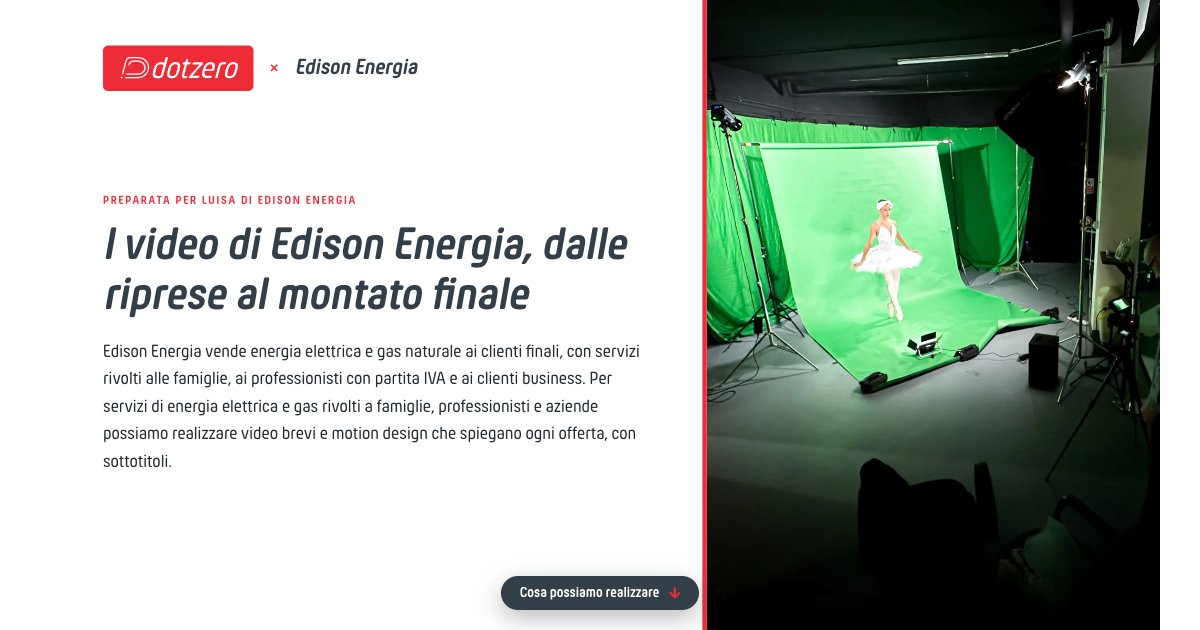 dotzero × Edison Energia
PREPARATA PER LUISA DI EDISON ENERGIA
I video di Edison Energia, dalle
riprese al montato finale
Edison Energia vende energia elettrica e gas naturale ai clienti finali, con servizi
rivolti alle famiglie, ai professionisti con partita IVA e ai clienti business. Per
servizi di energia elettrica e gas rivolti a famiglie, professionisti e aziende
possiamo realizzare video brevi e motion design che spiegano ogni offerta, con
sottotitoli.
Cosa possiamo realizzare ↓